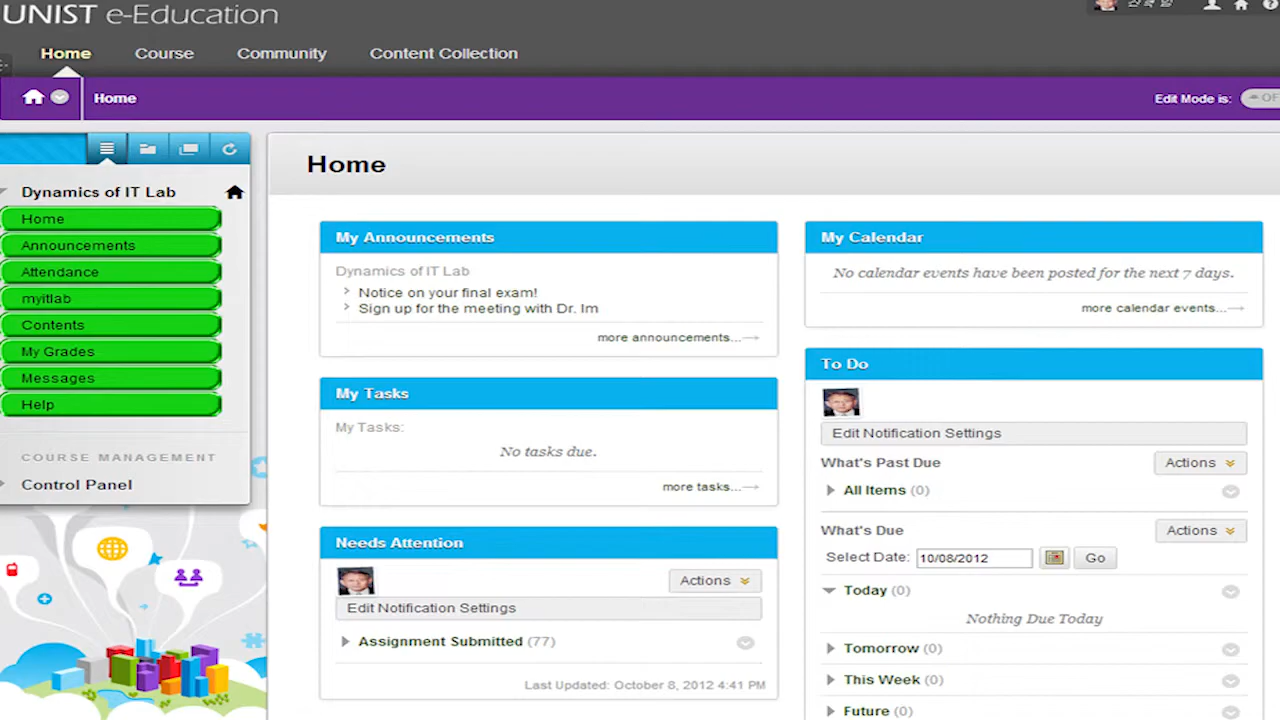 UNIST e-Education
Home
Course
Community
Content Collection
Home
Edit Mode is:
Dynamics of IT Lab
Home
Announcements
Attendance
myitlab
Contents
My Grades
Messages
Help
COURSE MANAGEMENT
Control Panel
Home
My Announcements
Dynamics of IT Lab
Notice on your final exam!
Sign up for the meeting with Dr. Im
more announcements...
My Tasks
My Tasks:
No tasks due.
more tasks...
Needs Attention
Actions
Edit Notification Settings
Assignment Submitted (77)
Last Updated: October 8, 2012 4:41 PM
My Calendar
No calendar events have been posted for the next 7 days.
more calendar events...
To Do
Edit Notification Settings
What's Past Due
Actions
All Items (0)
What's Due
Actions
Select Date: 10/08/2012 Go
Today (0)
Nothing Due Today
Tomorrow (0)
This Week (0)
Future (0)